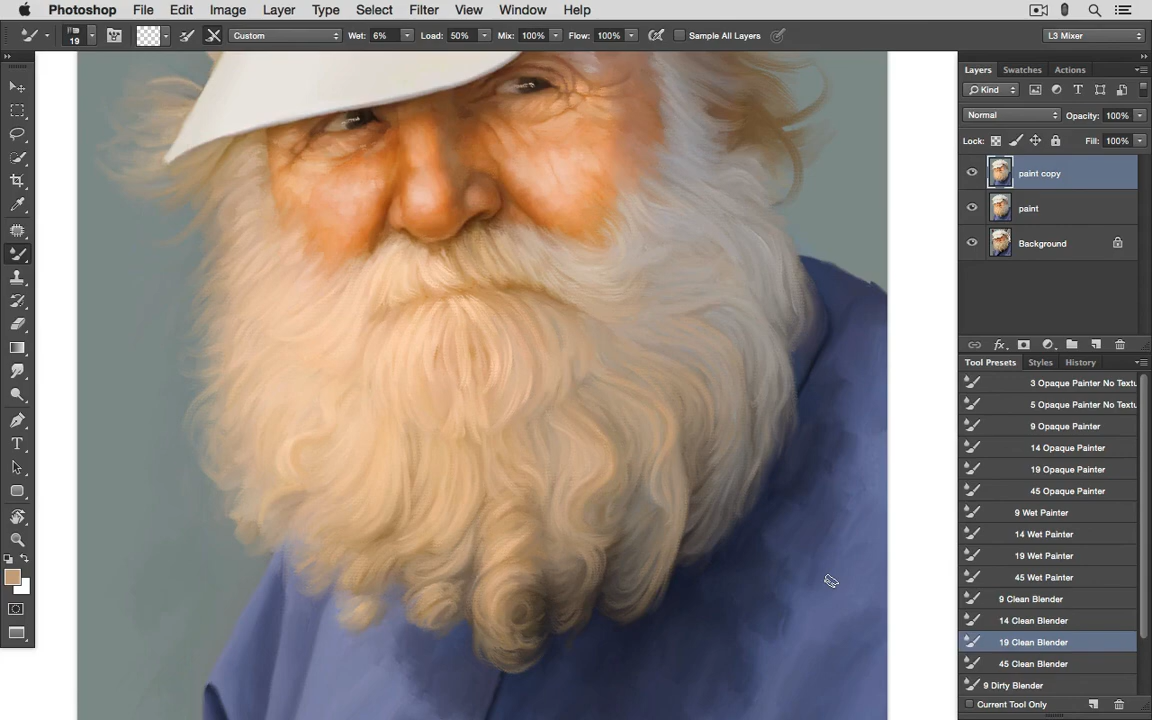 Photoshop File Edit Image Layer Type Select Filter View Window Help
19 Custom Wet: 6% Load: 50% Mix: 100% Flow: 100% Sample All Layers L3 Mixer
Layers Swatches Actions
Kind
Normal Opacity: 100%
Lock: Fill: 100%
paint copy
paint
Background
Tool Presets Styles History
3 Opaque Painter No Textu
5 Opaque Painter No Textu
9 Opaque Painter
14 Opaque Painter
19 Opaque Painter
45 Opaque Painter
9 Wet Painter
14 Wet Painter
19 Wet Painter
45 Wet Painter
9 Clean Blender
14 Clean Blender
19 Clean Blender
45 Clean Blender
9 Dirty Blender
Current Tool Only